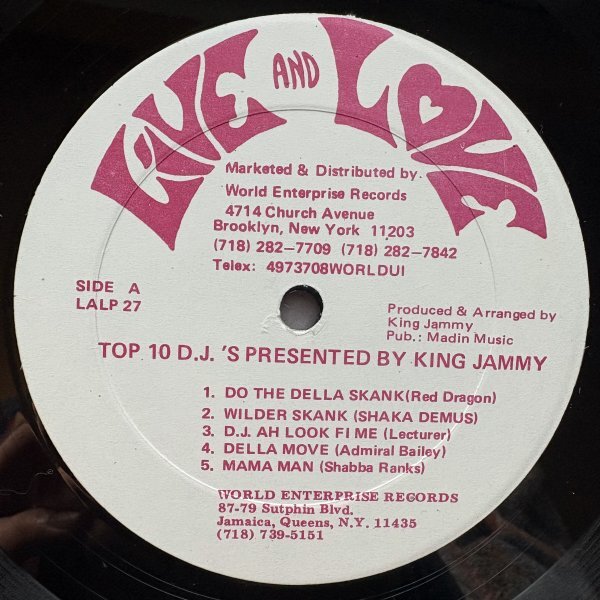 LIVE AND LOVE
Marketed & Distributed by
World Enterprise Records
4714 Church Avenue
Brooklyn, New York 11203
(718) 282-7709 (718) 282-7842
Telex: 4973708WORLDUI
SIDE A
LALP 27
Produced & Arranged by
King Jammy
Pub.: Madin Music
TOP 10 D.J. 'S PRESENTED BY KING JAMMY
1. DO THE DELLA SKANK(Red Dragon)
2. WILDER SKANK (SHAKA DEMUS)
3. D.J. AH LOOK FI ME (Lecturer)
4. DELLA MOVE (Admiral Bailey)
5. MAMA MAN (Shabba Ranks)
WORLD ENTERPRISE RECORDS
87-79 Sutphin Blvd.
Jamaica, Queens, N.Y. 11435
(718) 739-5151